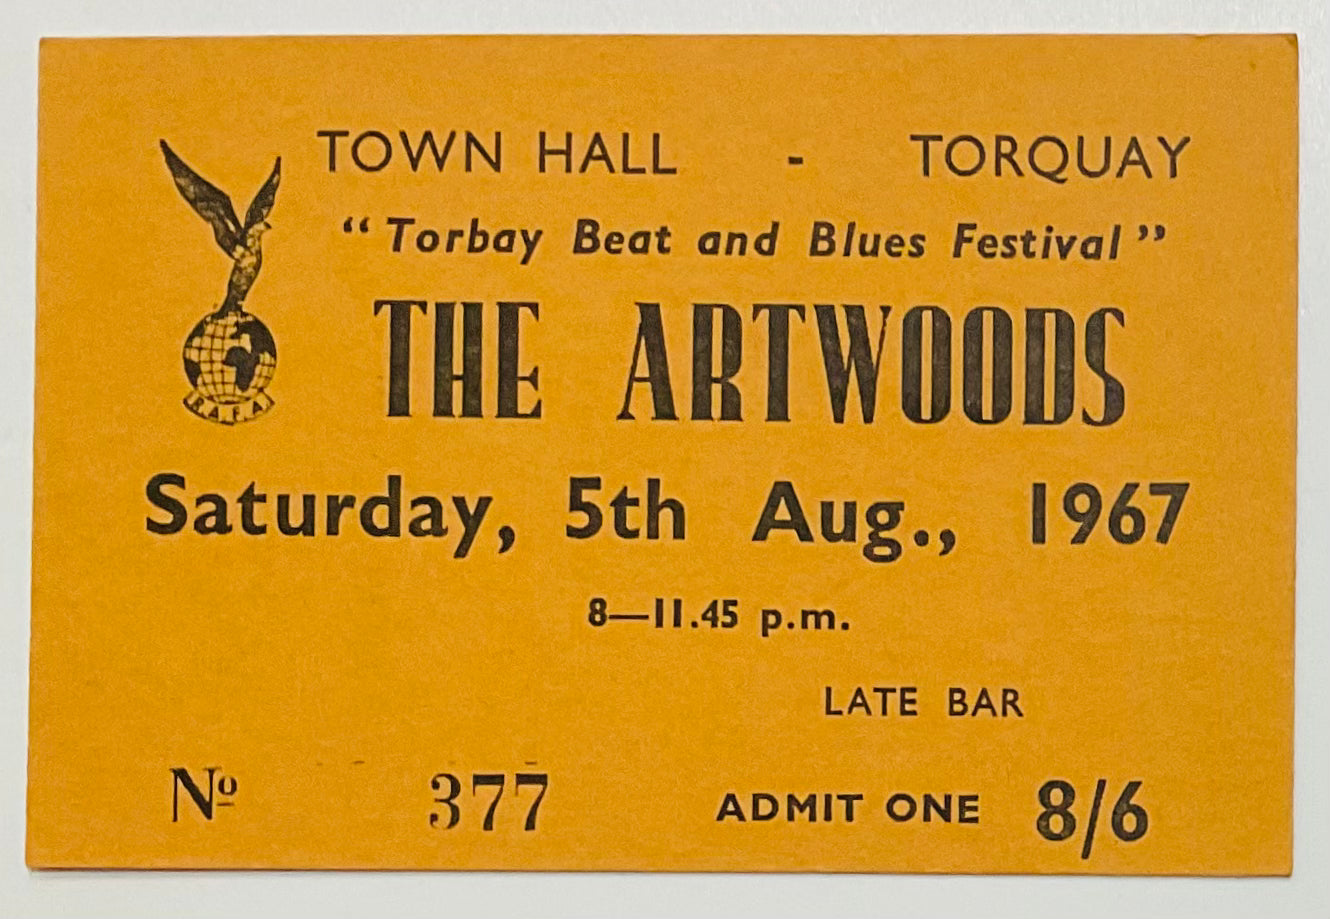 TOWN HALL - TORQUAY
"Torbay Beat and Blues Festival"
THE ARTWOODS
R.A.F.A.
Saturday, 5th Aug., 1967
8—11.45 p.m.
LATE BAR
Nº 377 ADMIT ONE 8/6